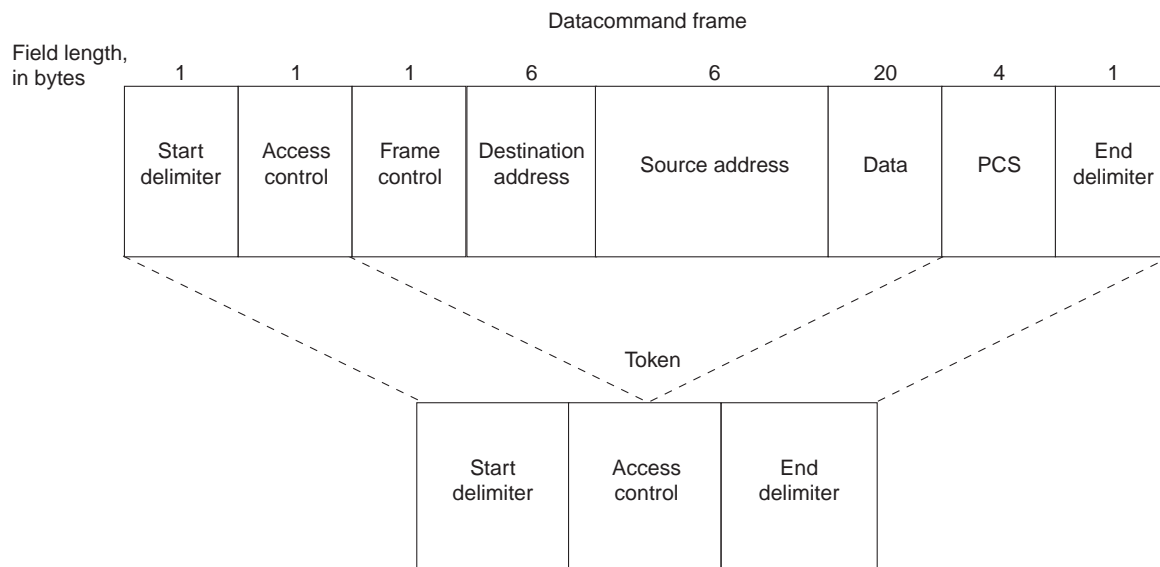 Datacommand frame
Field length,
in bytes
1 1 1 6 6 20 4 1
Start
delimiter
Access
control
Frame
control
Destination
address
Source address
Data
PCS
End
delimiter
Token
Start
delimiter
Access
control
End
delimiter